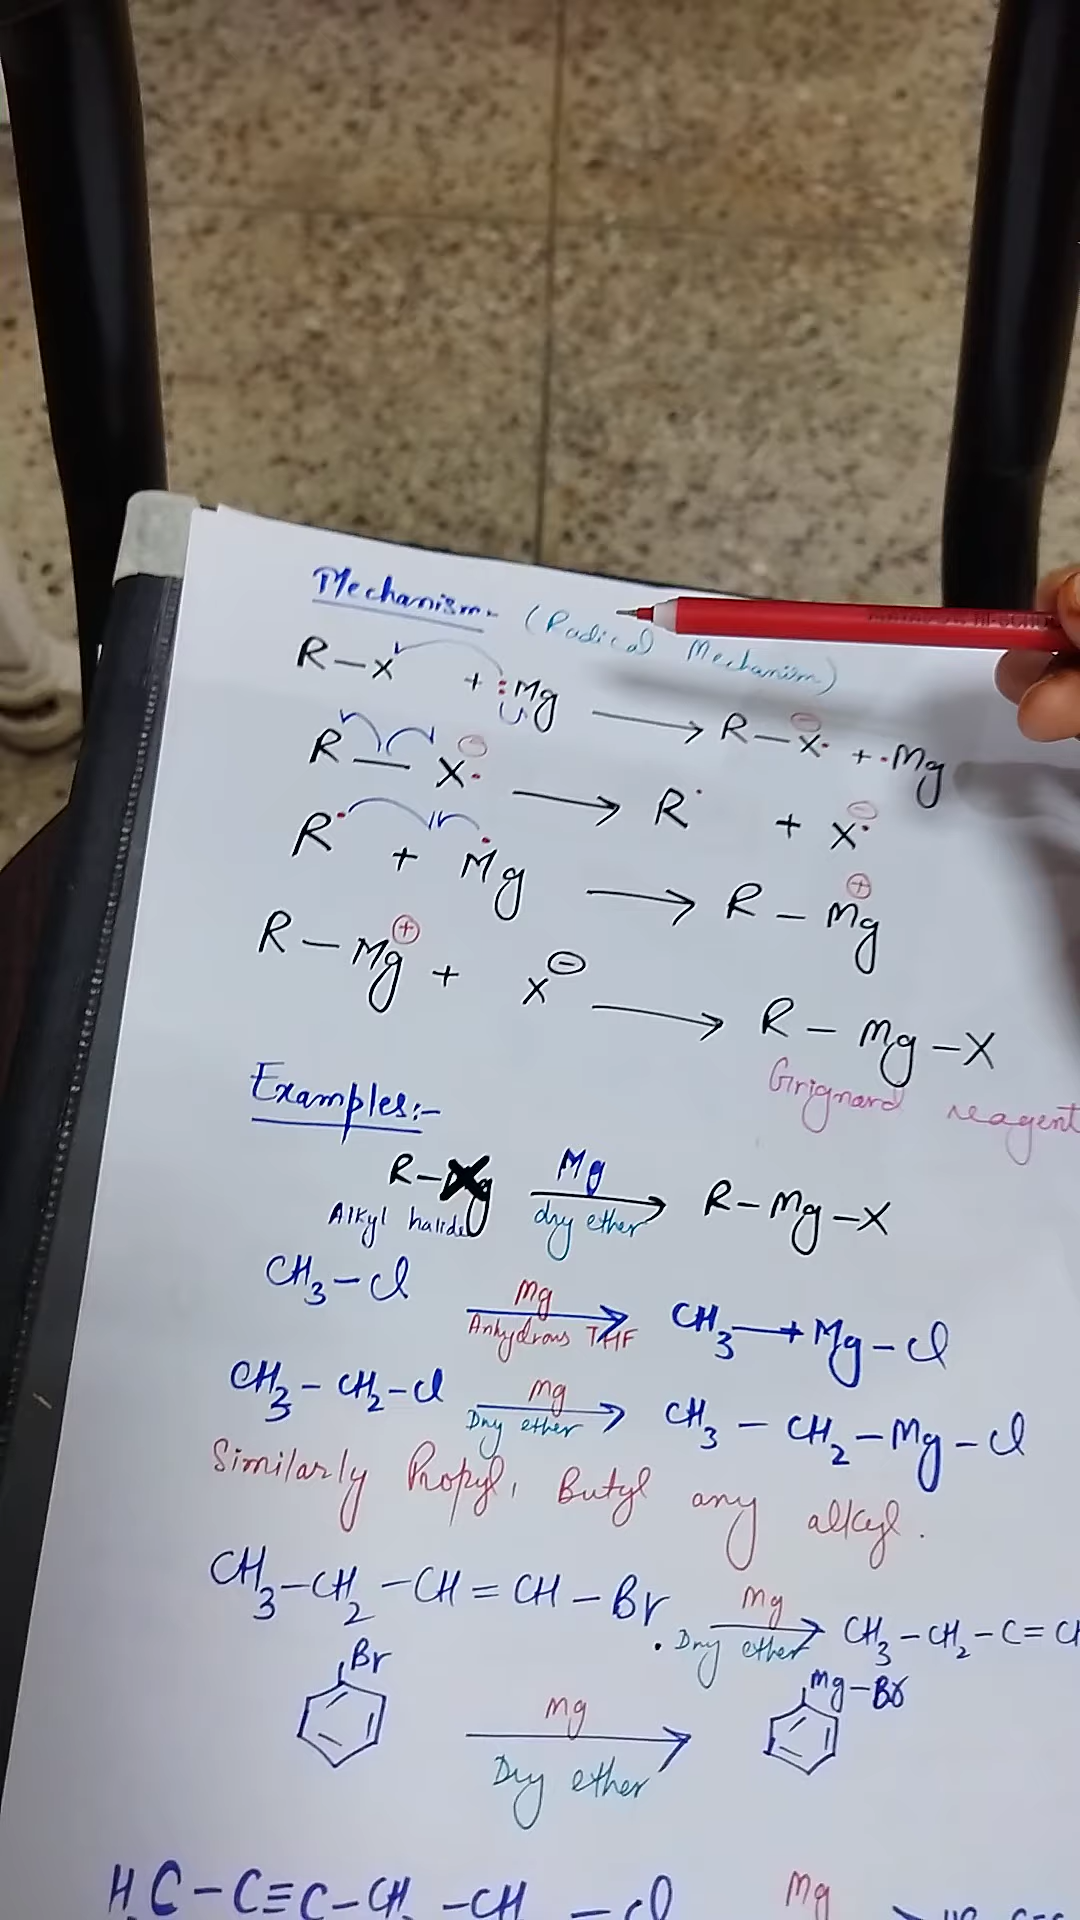 Mechanism- (Radical Mechanism)
R-X + :Mg ⟶ R-X⊖· + ·Mg
R-X⊖· ⟶ R· + X⊖:
R· + ·Mg ⟶ R-Mg⊕
R-Mg⊕ + X⊖ ⟶ R-Mg-X
Grignard reagent
Examples:-
R-X Mg ⟶ dry ether R-Mg-X
Alkyl halide
CH3-Cl Mg ⟶ Anhydrous THF CH3⟶Mg-Cl
CH3-CH2-Cl Mg ⟶ Dry ether CH3-CH2-Mg-Cl
Similarly Propyl, Butyl any alkyl.
CH3-CH2-CH=CH-Br. Mg ⟶ Dry ether CH3-CH2-C=C
Br Mg ⟶ Dry ether Mg-Br
H C-C≡C-CH -CH -Cl Mg